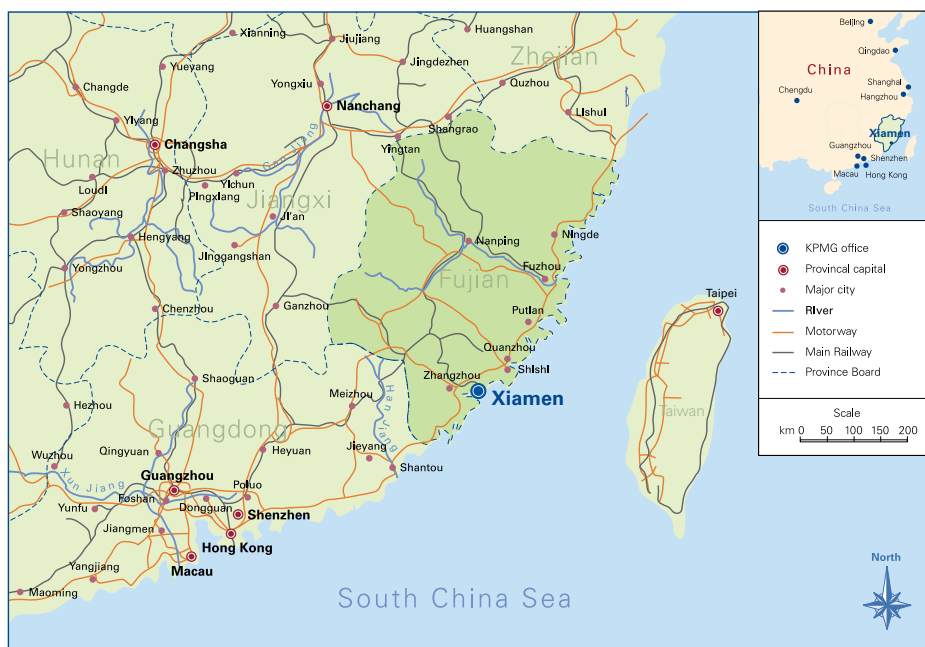 Xianning
Jiujiang
Huangshan
Zhejian
Yueyang
Jingdezhen
Changde
Yongxiu
Quzhou
Nanchang
Yiyang
Shangrao
Lishui
Changsha
Yingtan
Hunan
Gan Jiang
Zhuzhou
Loudi
Pingxiang
Yichun
Jiangxi
Shaoyang
Ji'an
Hengyang
Jinggangshan
Nanping
Ningde
Yongzhou
Fujian
Fuzhou
Chenzhou
Ganzhou
Putian
Taipei
Quanzhou
Shishi
Shaoguan
Zhangzhou
Meizhou
Han Jiang
Xiamen
Hezhou
Taiwan
Guangdong
Wuzhou
Qingyuan
Heyuan
Jieyang
Shantou
Xun Jiang
Guangzhou
Poluo
Yunfu
Foshan
Dongguan
Shenzhen
Jiangmen
Hong Kong
Macau
Yangjiang
Maoming
South China Sea
Beijing
Qingdao
China
Shanghai
Chengdu
Hangzhou
Xiamen
Guangzhou
Shenzhen
Macau
Hong Kong
South China Sea
KPMG office
Provincal capital
Major city
River
Motorway
Main Railway
Province Board
Scale
km 0 50 100 150 200
North